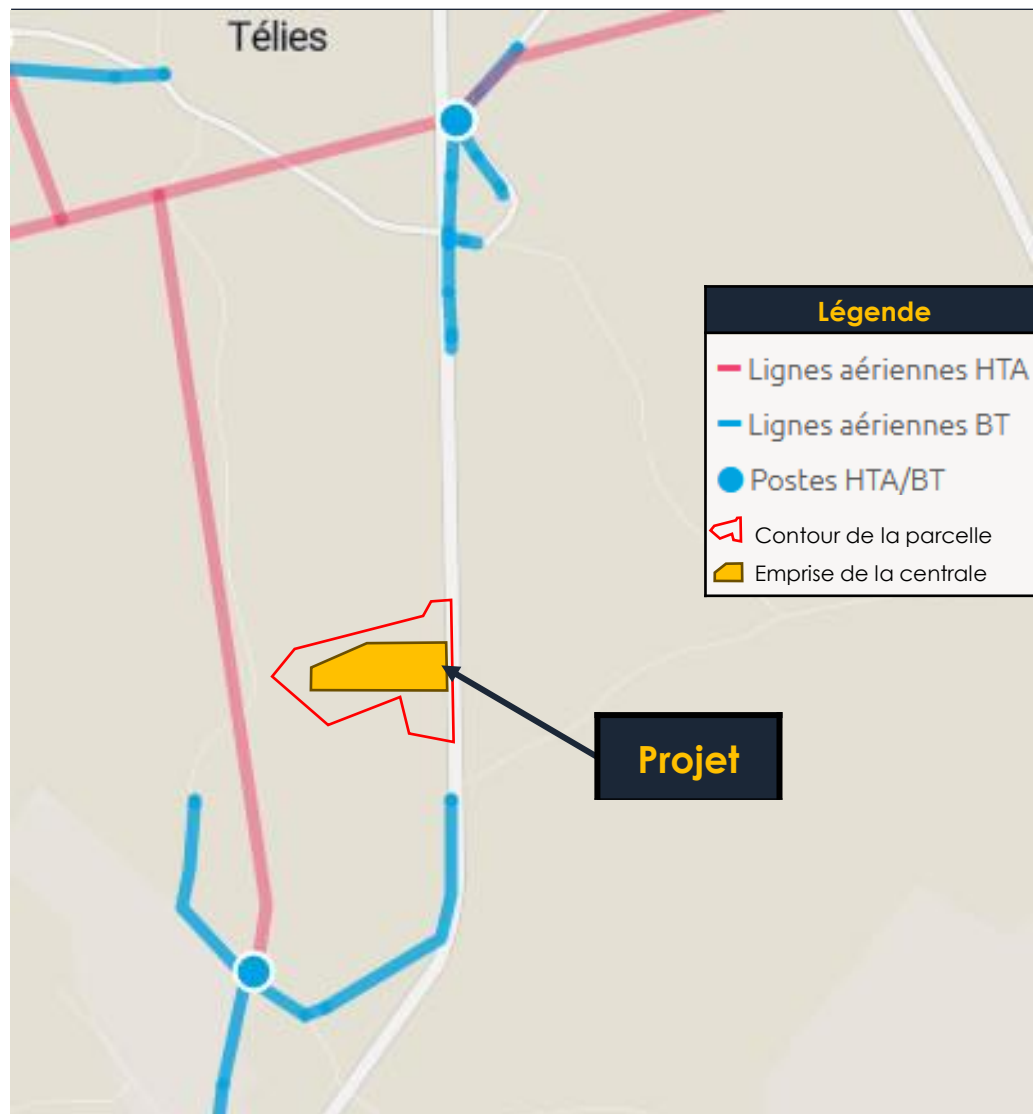 Télies
Légende
Lignes aériennes HTA
Lignes aériennes BT
Postes HTA/BT
Contour de la parcelle
Emprise de la centrale
Projet